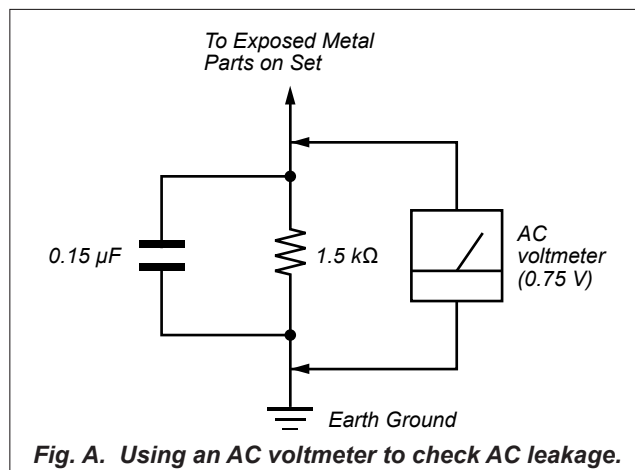 To Exposed Metal
Parts on Set
0.15 µF
1.5 kΩ
AC
voltmeter
(0.75 V)
Earth Ground
Fig. A. Using an AC voltmeter to check AC leakage.